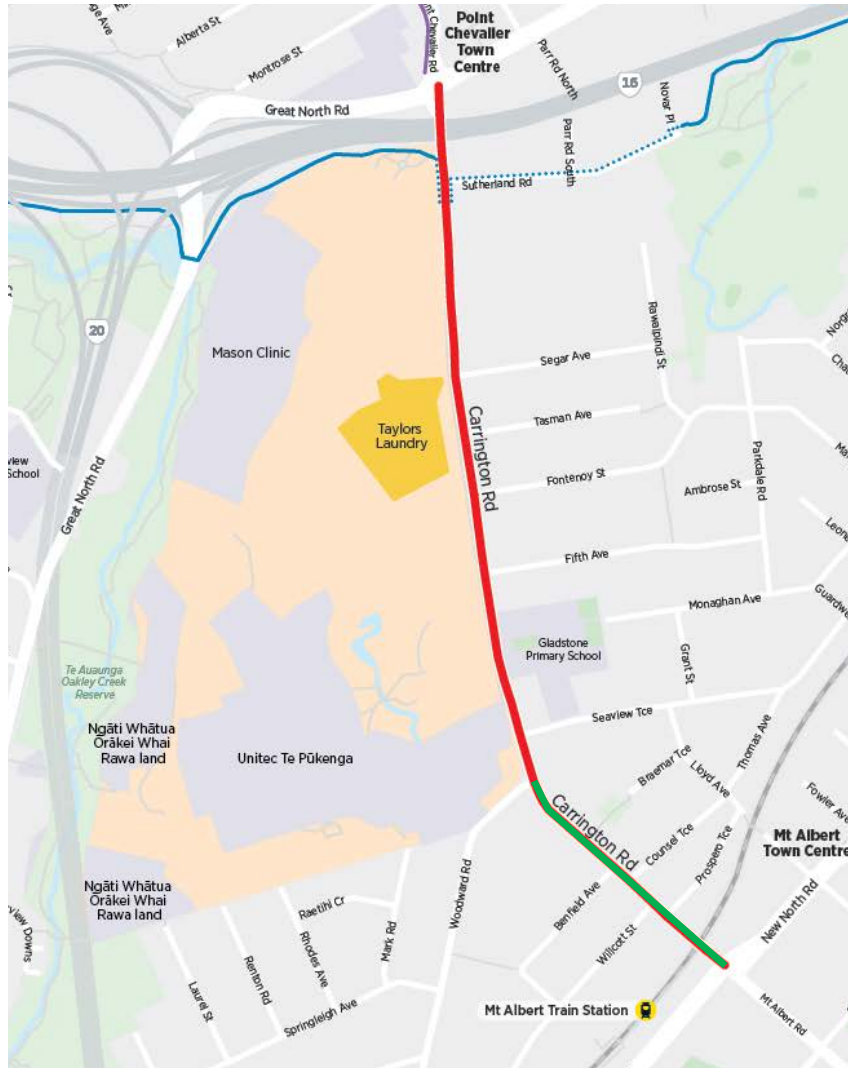 Alberta St
Montrose St
Point Chevalier Rd
Point
Chevalier
Town
Centre
Great North Rd
16
Parr Rd North
Novar Pl
Parr Rd South
Sutherland Rd
20
Mason Clinic
Rawalpindi St
Segar Ave
Taylors
Laundry
Carrington Rd
Tasman Ave
Parkdale Rd
view
School
Great North Rd
Fontenoy St
Ambrose St
Fifth Ave
Monaghan Ave
Gladstone
Primary School
Grant St
Te Auaunga
Oakley Creek
Reserve
Seaview Tce
Ngāti Whātua
Ōrākei Whai
Rawa land
Unitec Te Pūkenga
Thomas Ave
Braemar Tce
Lloyd Ave
Carrington Rd
Counsel Tce
Fowler Ave
Prospero Tce
Mt Albert
Town Centre
Ngāti Whātua
Ōrākei Whai
Rawa land
Woodward Rd
Benfield Ave
New North Rd
view Downs
Raetihi Cr
Mark Rd
Willcott St
Rhodes Ave
Renton Rd
Laurel St
Springleigh Ave
Mt Albert Train Station
Mt Albert Rd